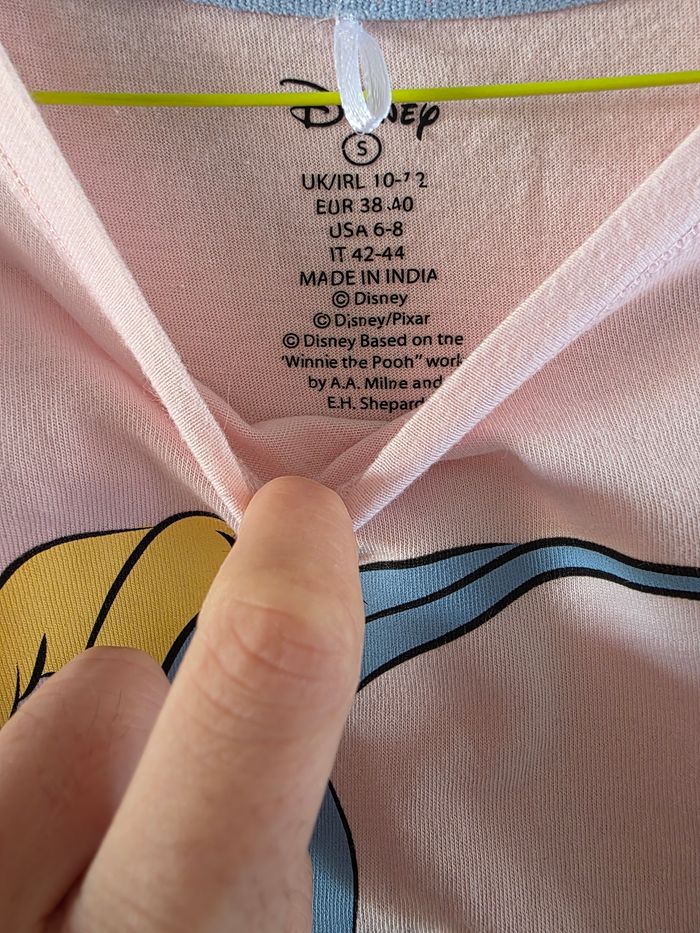 Disney
S
UK/IRL 10-12
EUR 38-40
USA 6-8
IT 42-44
MADE IN INDIA
© Disney
© Disney/Pixar
© Disney Based on the
'Winnie the Pooh" work
by A.A. Milne and
E.H. Shepard